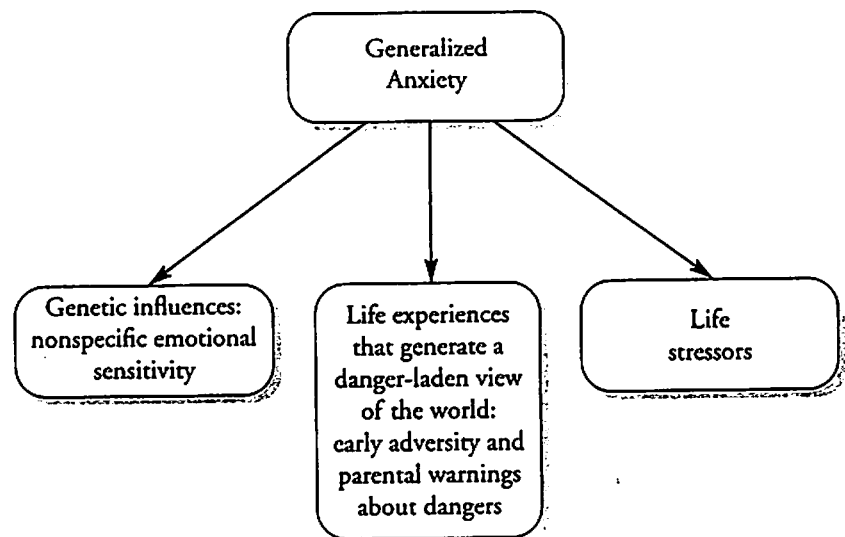 Generalized
Anxiety
Genetic influences:
nonspecific emotional
sensitivity
Life experiences
that generate a
danger-laden view
of the world:
early adversity and
parental warnings
about dangers
Life
stressors